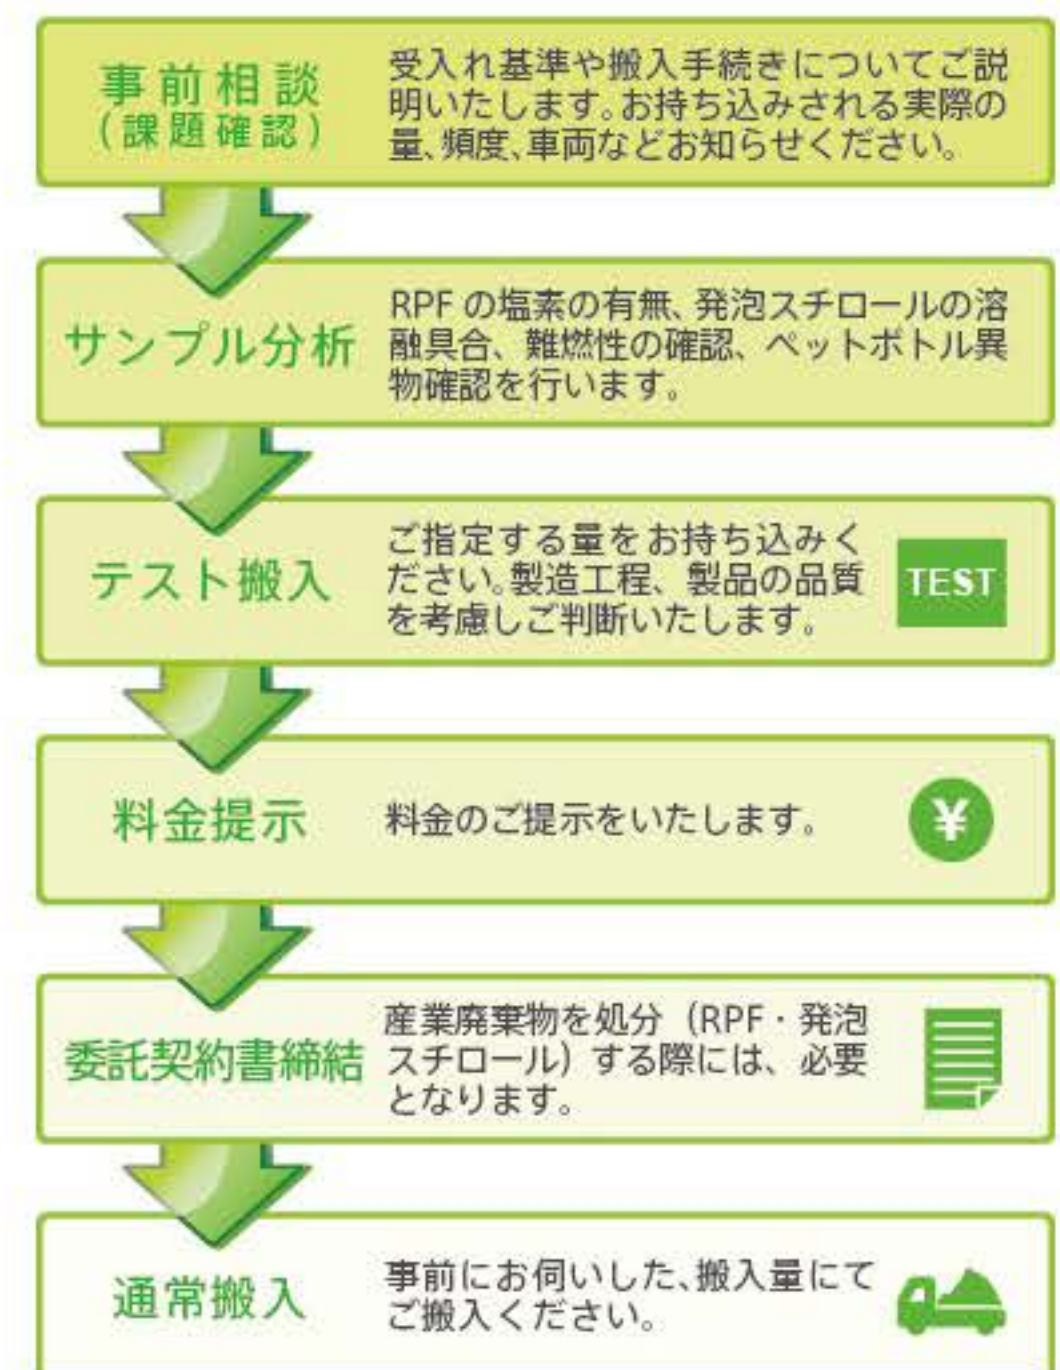 事前相談
(課題確認)
受入れ基準や搬入手続きについてご説
明いたします。お持ち込みされる実際の
量、頻度、車両などお知らせください。
サンプル分析
RPF の塩素の有無、発泡スチロールの溶
融具合、難燃性の確認、ペットボトル異
物確認を行います。
テスト搬入
ご指定する量をお持ち込みく
ださい。製造工程、製品の品質
を考慮しご判断いたします。
TEST
料金提示
料金のご提示をいたします。
¥
委託契約書締結
産業廃棄物を処分（RPF・発泡
スチロール）する際には、必要
となります。
通常搬入
事前にお伺いした、搬入量にて
ご搬入ください。